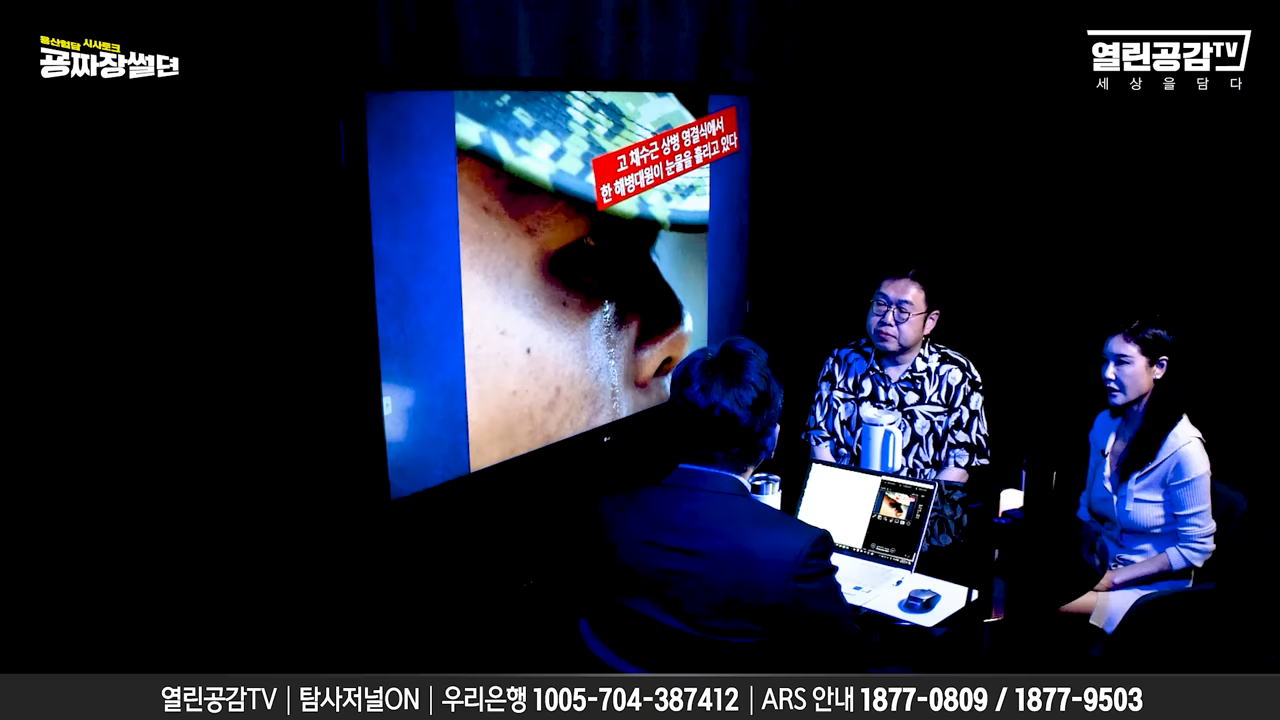 용산험담 시사토크
공짜장썰뎐
열린공감TV
세상을담다
고 채수근 상병 영결식에서
한 해병대원이 눈물을 흘리고 있다
열린공감TV | 탐사저널ON | 우리은행 1005-704-387412 | ARS 안내 1877-0809 / 1877-9503